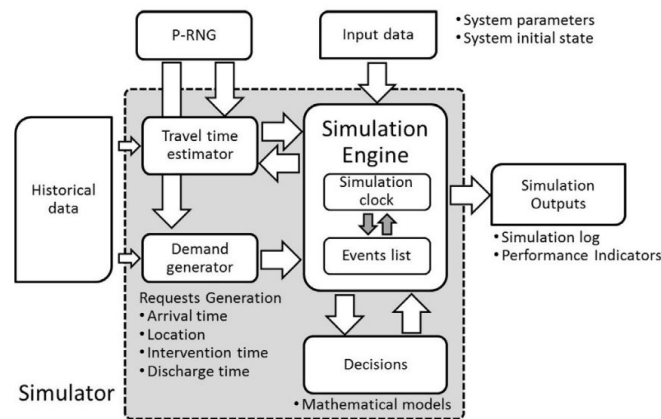 P-RNG
Input data
• System parameters
• System initial state
Historical
data
Travel time
estimator
Simulation
Engine
Simulation
clock
Events list
Simulation
Outputs
• Simulation log
• Performance Indicators
Demand
generator
Requests Generation
• Arrival time
• Location
• Intervention time
• Discharge time
Decisions
• Mathematical models
Simulator